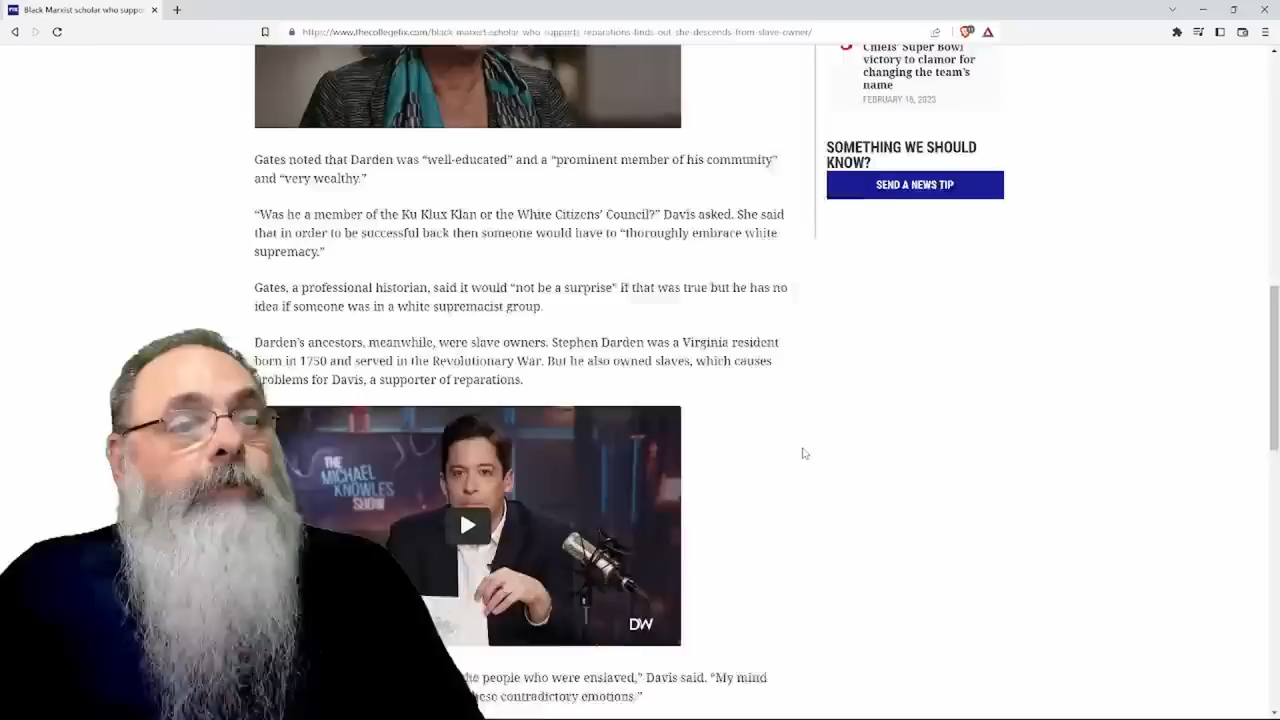 Black Marxist scholar who suppor
https://www.thecollegefix.com/black-marxist-scholar-who-supports-reparations-finds-out-she-descends-from-slave-owner/
Chiefs' Super Bowl
victory to clamor for
changing the team's
name
FEBRUARY 16, 2023
SOMETHING WE SHOULD
KNOW?
SEND A NEWS TIP
Gates noted that Darden was “well-educated” and a “prominent member of his community”
and “very wealthy.”
“Was he a member of the Ku Klux Klan or the White Citizens’ Council?” Davis asked. She said
that in order to be successful back then someone would have to “thoroughly embrace white
supremacy.”
Gates, a professional historian, said it would “not be a surprise” if that was true but he has no
idea if someone was in a white supremacist group.
Darden’s ancestors, meanwhile, were slave owners. Stephen Darden was a Virginia resident
born in 1750 and served in the Revolutionary War. But he also owned slaves, which causes
problems for Davis, a supporter of reparations.
THE
MICHAEL
KNOWLES
SHOW
DW
the people who were enslaved,” Davis said. “My mind
these contradictory emotions.”